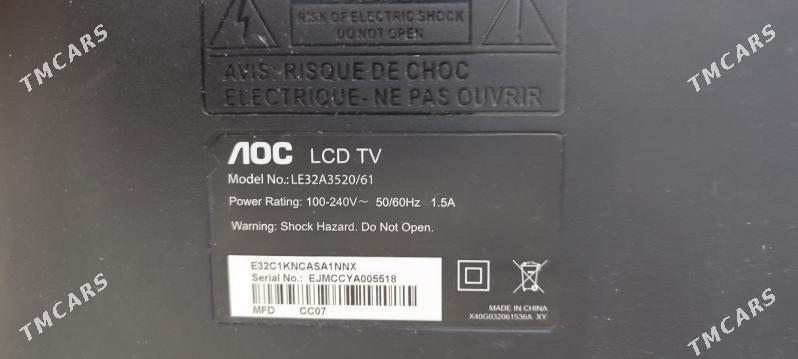 RISK OF ELECTRIC SHOCK
DO NOT OPEN
AVIS: RISQUE DE CHOC
ELECTRIQUE- NE PAS OUVRIR
AOC LCD TV
Model No.: LE32A3520/61
Power Rating: 100-240V~ 50/60Hz 1.5A
Warning: Shock Hazard. Do Not Open.
E32C1KNCASA1NNX
Serial No.: EJMCCYA005518
MFD CC07
MADE IN CHINA
X40G032061536A XY
TMCARS
TMCARS
TMCARS
TMCARS